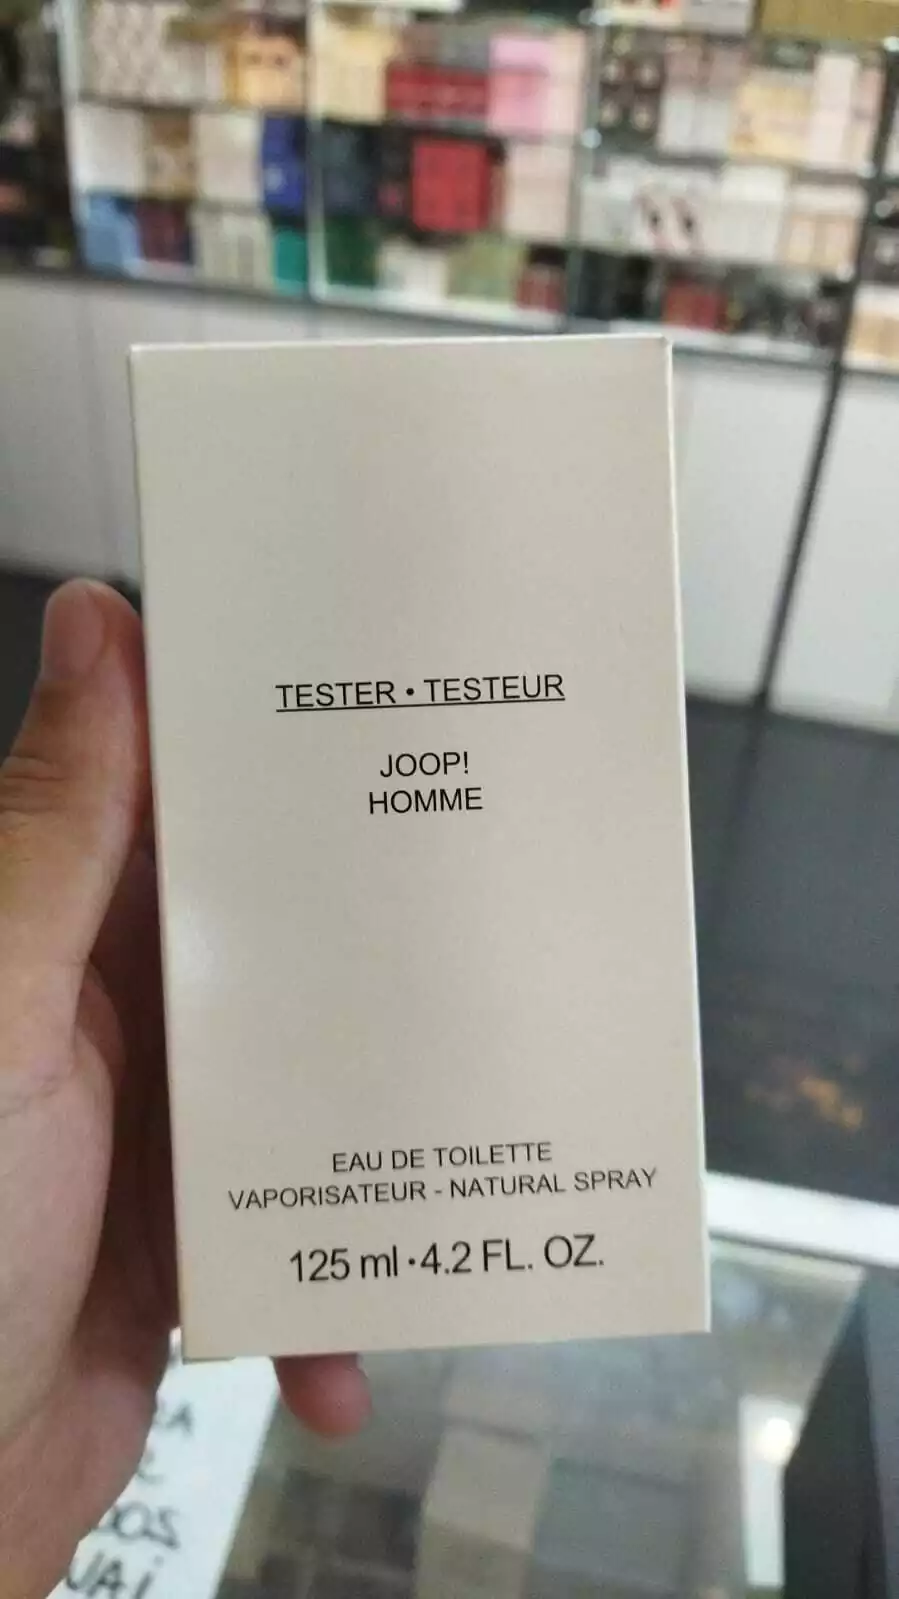 TESTER • TESTEUR
JOOP!
HOMME
EAU DE TOILETTE
VAPORISATEUR - NATURAL SPRAY
125 ml • 4.2 FL. OZ.